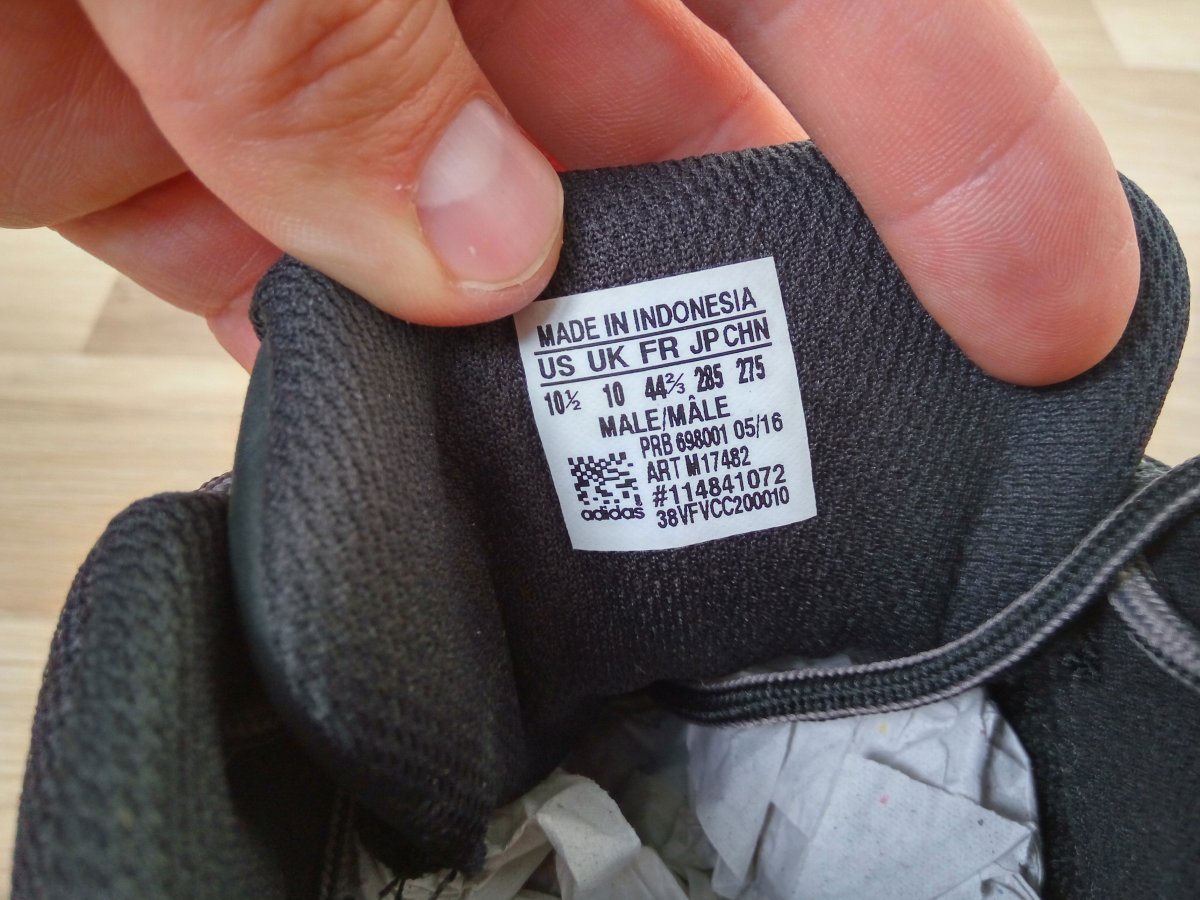 MADE IN INDONESIA
US UK FR JP CHN
10½ 10 44⅔ 285 275
MALE/MÂLE
PRB 698001 05/16
ART M17482
#114841072
adidas 38VFVCC200010